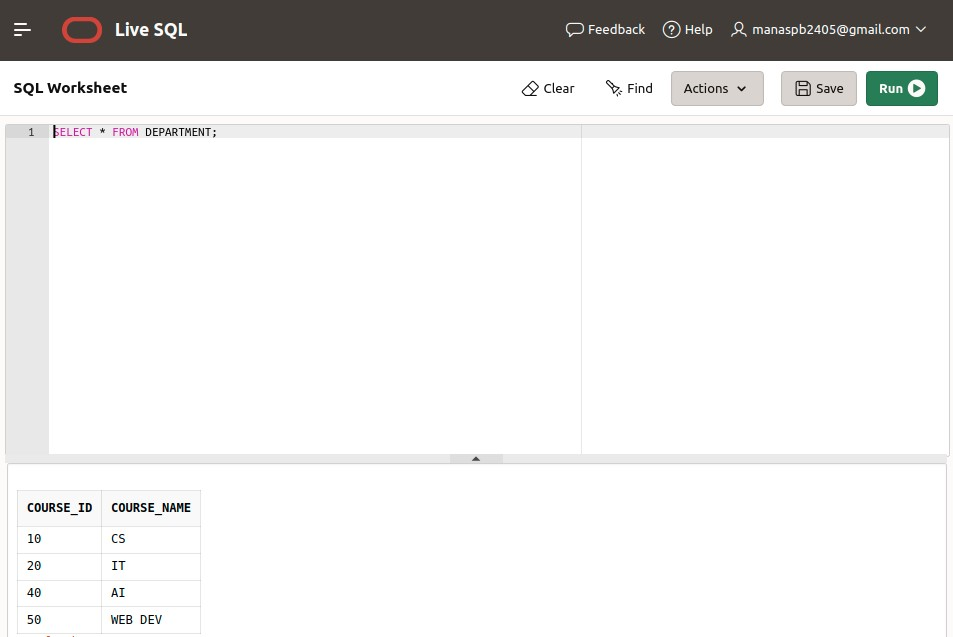 Live SQL Feedback Help manaspb2405@gmail.com
SQL Worksheet Clear Find Actions Save Run
1 SELECT * FROM DEPARTMENT;
COURSE_ID COURSE_NAME
10 CS
20 IT
40 AI
50 WEB DEV